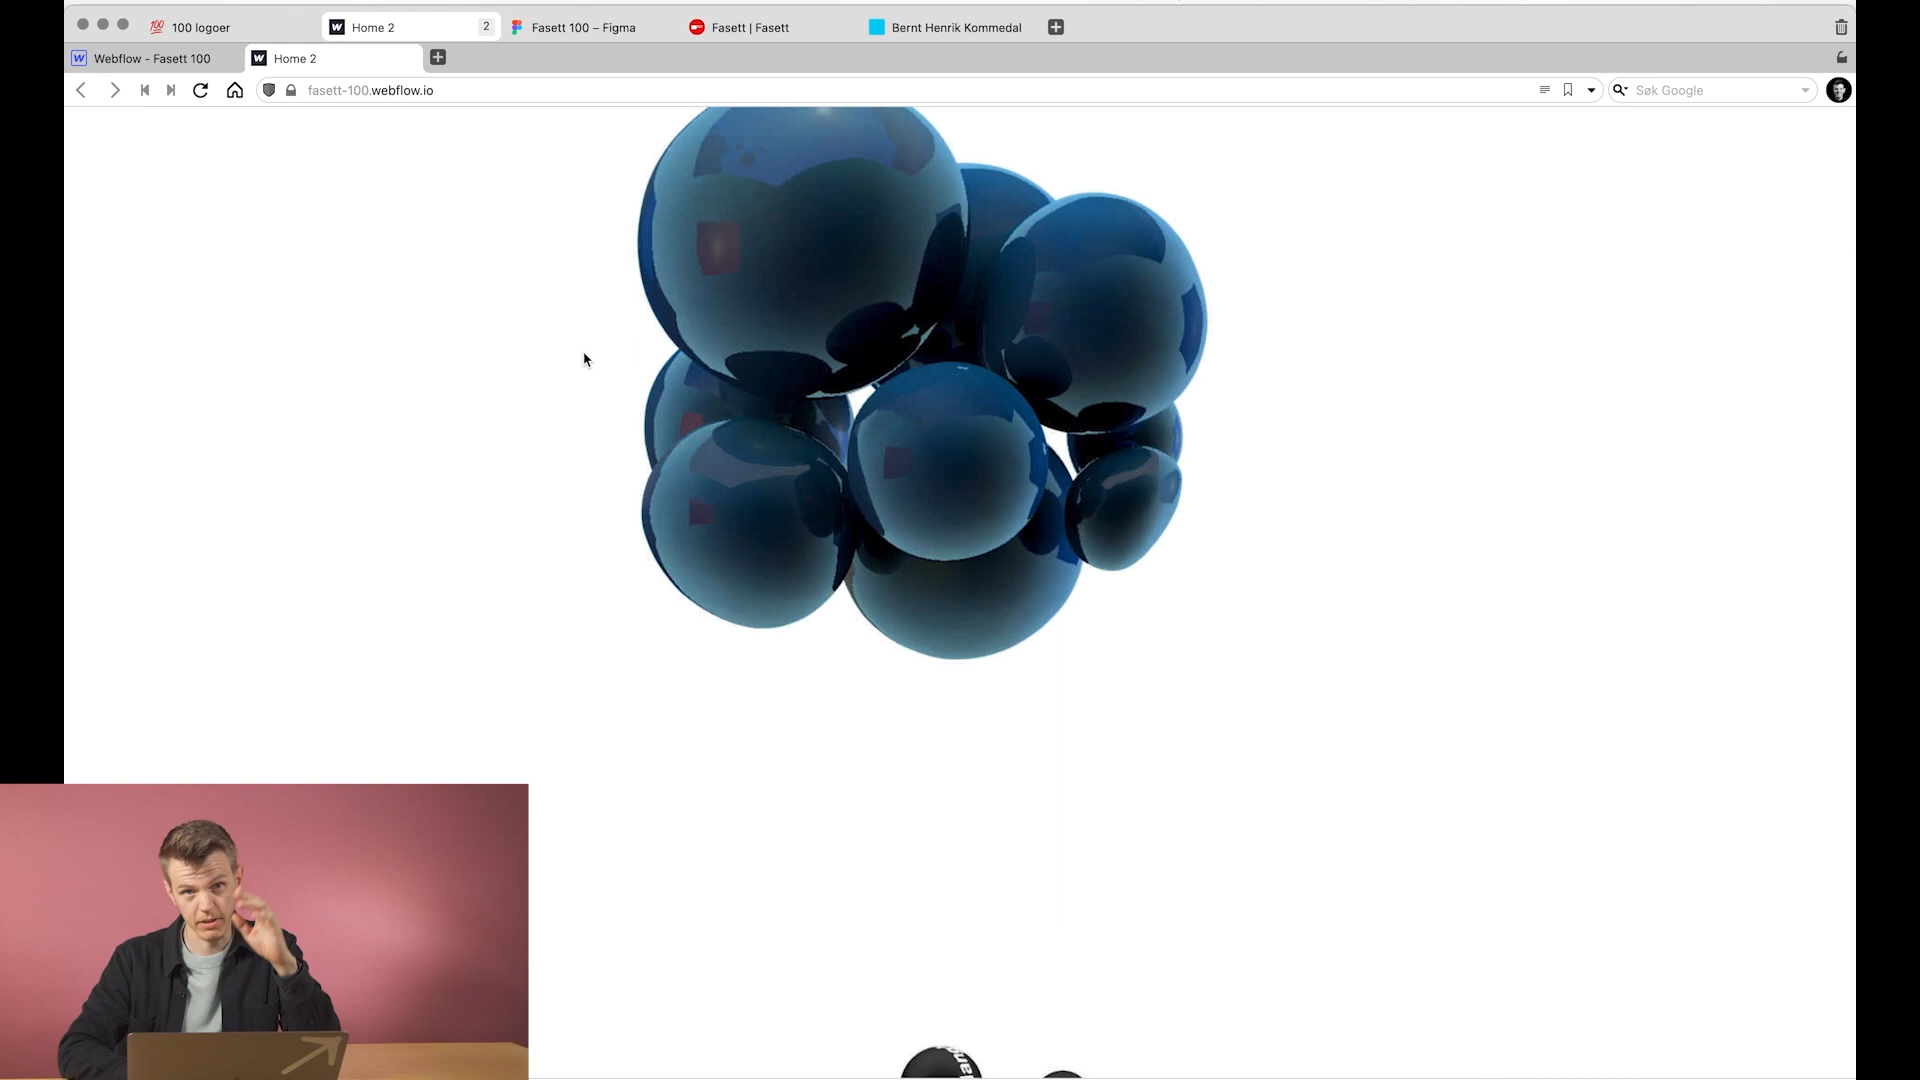 100 logoer
Home 2
2
Fasett 100 – Figma
Fasett | Fasett
Bernt Henrik Kommedal
Webflow - Fasett 100
Home 2
fasett-100.webflow.io
Søk Google